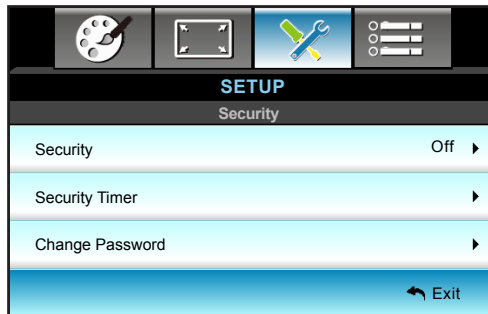 SETUP
Security
Security Off
Security Timer
Change Password
Exit